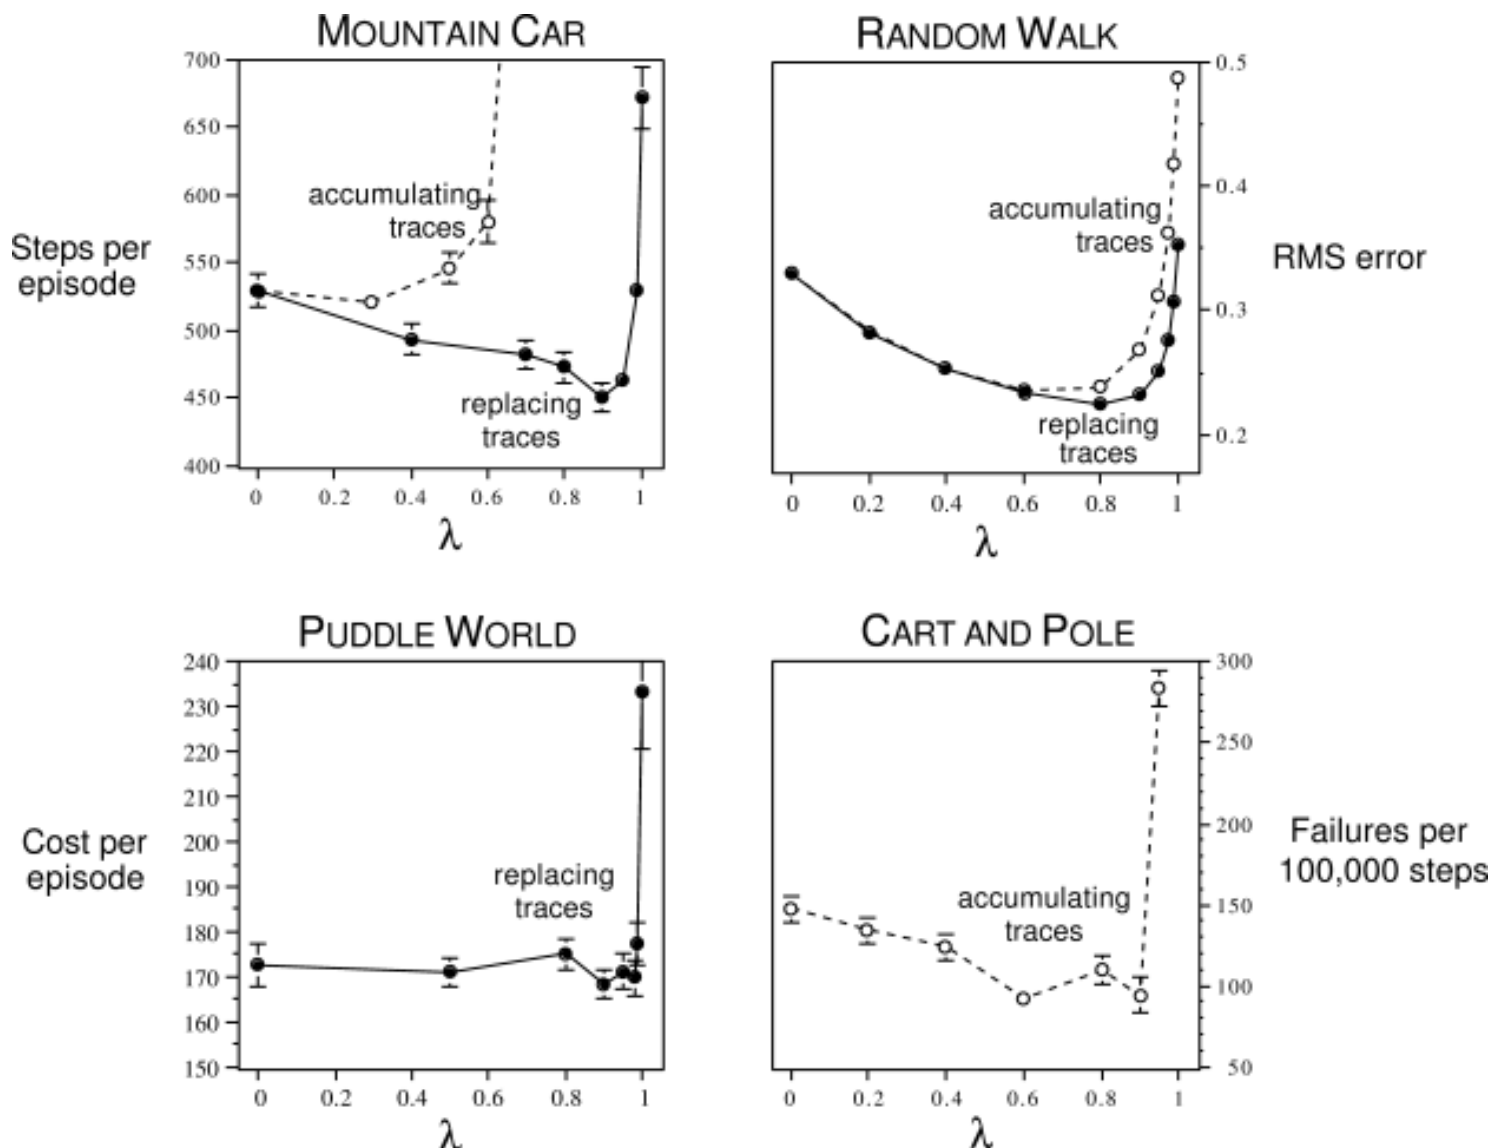 MOUNTAIN CAR
700
650
600
550
500
450
400
Steps per
episode
accumulating
traces
replacing
traces
0
0.2
0.4
0.6
0.8
1
λ
RANDOM WALK
0.5
0.4
0.3
0.2
RMS error
accumulating
traces
replacing
traces
0
0.2
0.4
0.6
0.8
1
λ
PUDDLE WORLD
240
230
220
210
200
190
180
170
160
150
Cost per
episode
replacing
traces
0
0.2
0.4
0.6
0.8
1
λ
CART AND POLE
300
250
200
150
100
50
Failures per
100,000 steps
accumulating
traces
0
0.2
0.4
0.6
0.8
1
λ